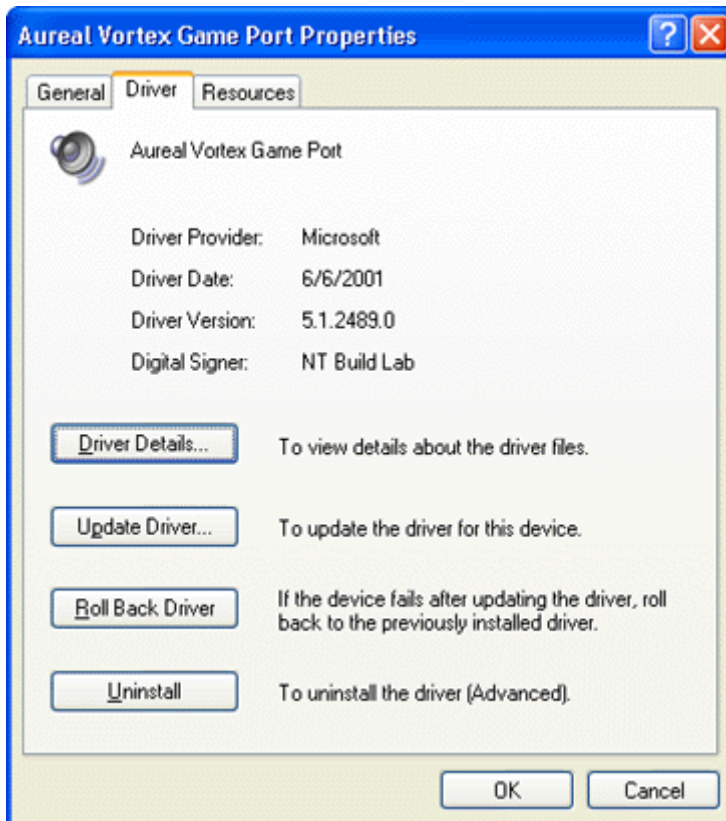 Aureal Vortex Game Port Properties
General Driver Resources
Aureal Vortex Game Port
Driver Provider: Microsoft
Driver Date: 6/6/2001
Driver Version: 5.1.2489.0
Digital Signer: NT Build Lab
Driver Details... To view details about the driver files.
Update Driver... To update the driver for this device.
Roll Back Driver If the device fails after updating the driver, roll
back to the previously installed driver.
Uninstall To uninstall the driver (Advanced).
OK Cancel